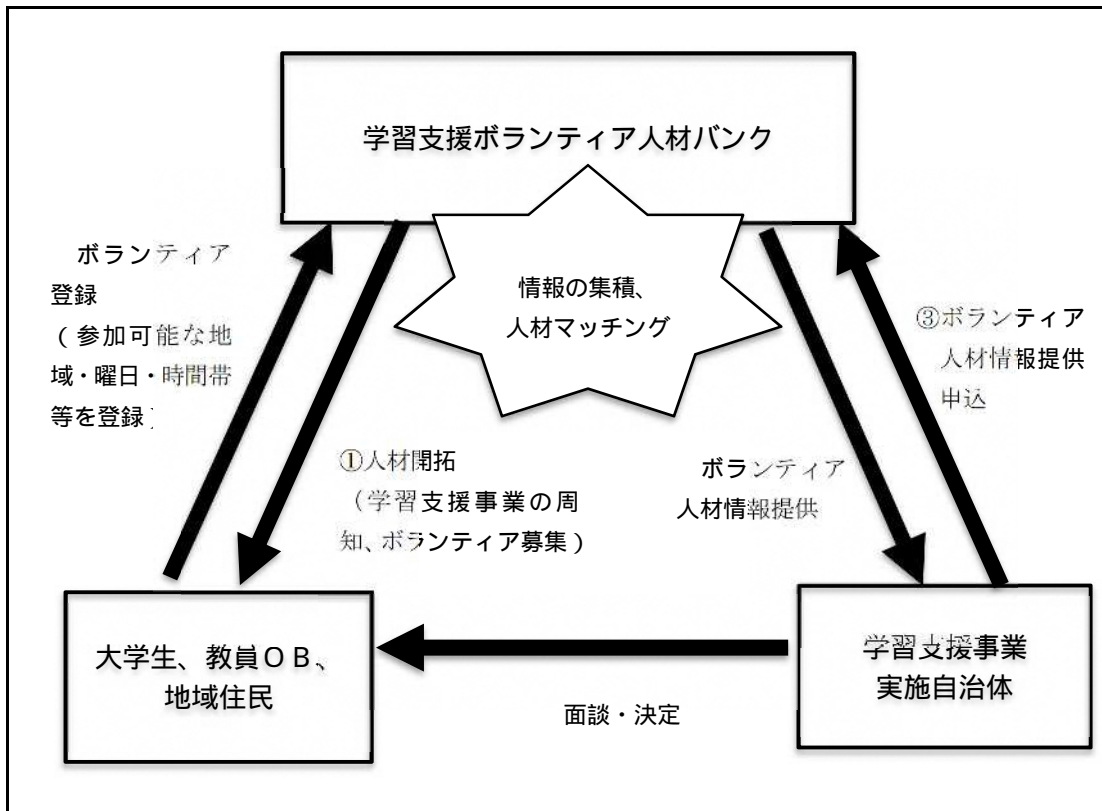 学習支援ボランティア人材バンク
情報の集積、
人材マッチング
ボランティア
登録
(参加可能な地
域・曜日・時間帯
等を登録)
①人材開拓
(学習支援事業の周
知、ボランティア募集)
ボランティア
人材情報提供
③ボランティア
人材情報提供
申込
大学生、教員OB、
地域住民
面談・決定
学習支援事業
実施自治体